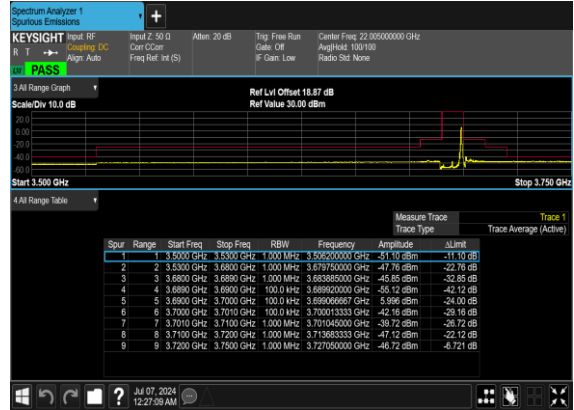 Spectrum Analyzer 1
Spurious Emissions
KEYSIGHT Input: RF Input Z: 50 Ω Atten: 20 dB Trig: Free Run Center Freq: 22.005000000 GHz
R T Coupling: DC Corr CCorr Gate: Off Avg|Hold: 100/100
Align: Auto Freq Ref: Int (S) IF Gain: Low Radio Std: None
LW PASS
3 All Range Graph
Ref Lvl Offset 18.87 dB
Scale/Div 10.0 dB Ref Value 30.00 dBm
20.0
0.00
-20.0
-40.0
-60.0
Start 3.500 GHz Stop 3.750 GHz
4 All Range Table
Measure Trace Trace 1
Trace Type Trace Average (Active)
Spur Range Start Freq Stop Freq RBW Frequency Amplitude ΔLimit
1 1 3.5000 GHz 3.5300 GHz 1.000 MHz 3.506200000 GHz -51.10 dBm -11.10 dB
2 2 3.5300 GHz 3.6800 GHz 1.000 MHz 3.679750000 GHz -47.76 dBm -22.76 dB
3 3 3.6800 GHz 3.6890 GHz 1.000 MHz 3.683885000 GHz -45.85 dBm -32.85 dB
4 4 3.6890 GHz 3.6900 GHz 100.0 kHz 3.689920000 GHz -55.12 dBm -42.12 dB
5 5 3.6900 GHz 3.7000 GHz 100.0 kHz 3.699066667 GHz 5.996 dBm -24.00 dB
6 6 3.7000 GHz 3.7010 GHz 100.0 kHz 3.700013333 GHz -42.16 dBm -29.16 dB
7 7 3.7010 GHz 3.7100 GHz 1.000 MHz 3.701045000 GHz -39.72 dBm -26.72 dB
8 8 3.7100 GHz 3.7200 GHz 1.000 MHz 3.713683333 GHz -47.12 dBm -22.12 dB
9 9 3.7200 GHz 3.7500 GHz 1.000 MHz 3.727050000 GHz -46.72 dBm -6.721 dB
Jul 07, 2024
12:27:09 AM